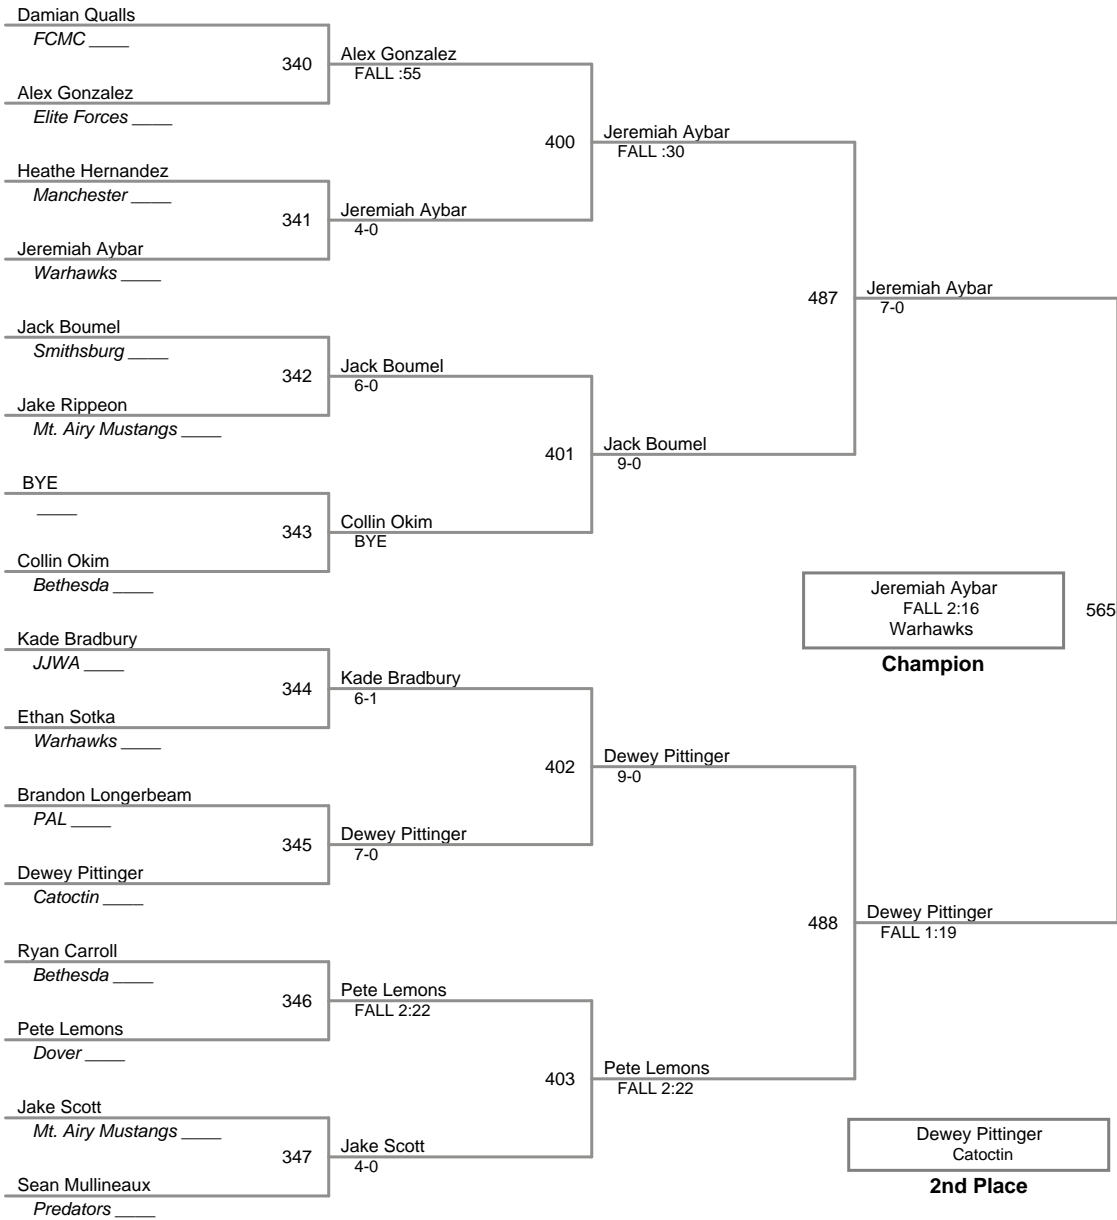 Damian Qualls
FCMC ____
340
Alex Gonzalez
FALL :55
Alex Gonzalez
Elite Forces ____
400
Jeremiah Aybar
FALL :30
Heathe Hernandez
Manchester ____
341
Jeremiah Aybar
4-0
Jeremiah Aybar
Warhawks ____
487
Jeremiah Aybar
7-0
Jack Boumel
Smithsburg ____
342
Jack Boumel
6-0
Jake Rippeon
Mt. Airy Mustangs ____
401
Jack Boumel
9-0
BYE
____
343
Collin Okim
BYE
Collin Okim
Bethesda ____
Jeremiah Aybar
FALL 2:16
Warhawks
565
Champion
Kade Bradbury
JJWA ____
344
Kade Bradbury
6-1
Ethan Sotka
Warhawks ____
402
Dewey Pittinger
9-0
Brandon Longerbeam
PAL ____
345
Dewey Pittinger
7-0
Dewey Pittinger
Catoctin ____
488
Dewey Pittinger
FALL 1:19
Ryan Carroll
Bethesda ____
346
Pete Lemons
FALL 2:22
Pete Lemons
Dover ____
403
Pete Lemons
FALL 2:22
Jake Scott
Mt. Airy Mustangs ____
347
Jake Scott
4-0
Sean Mullineaux
Predators ____
Dewey Pittinger
Catoctin
2nd Place